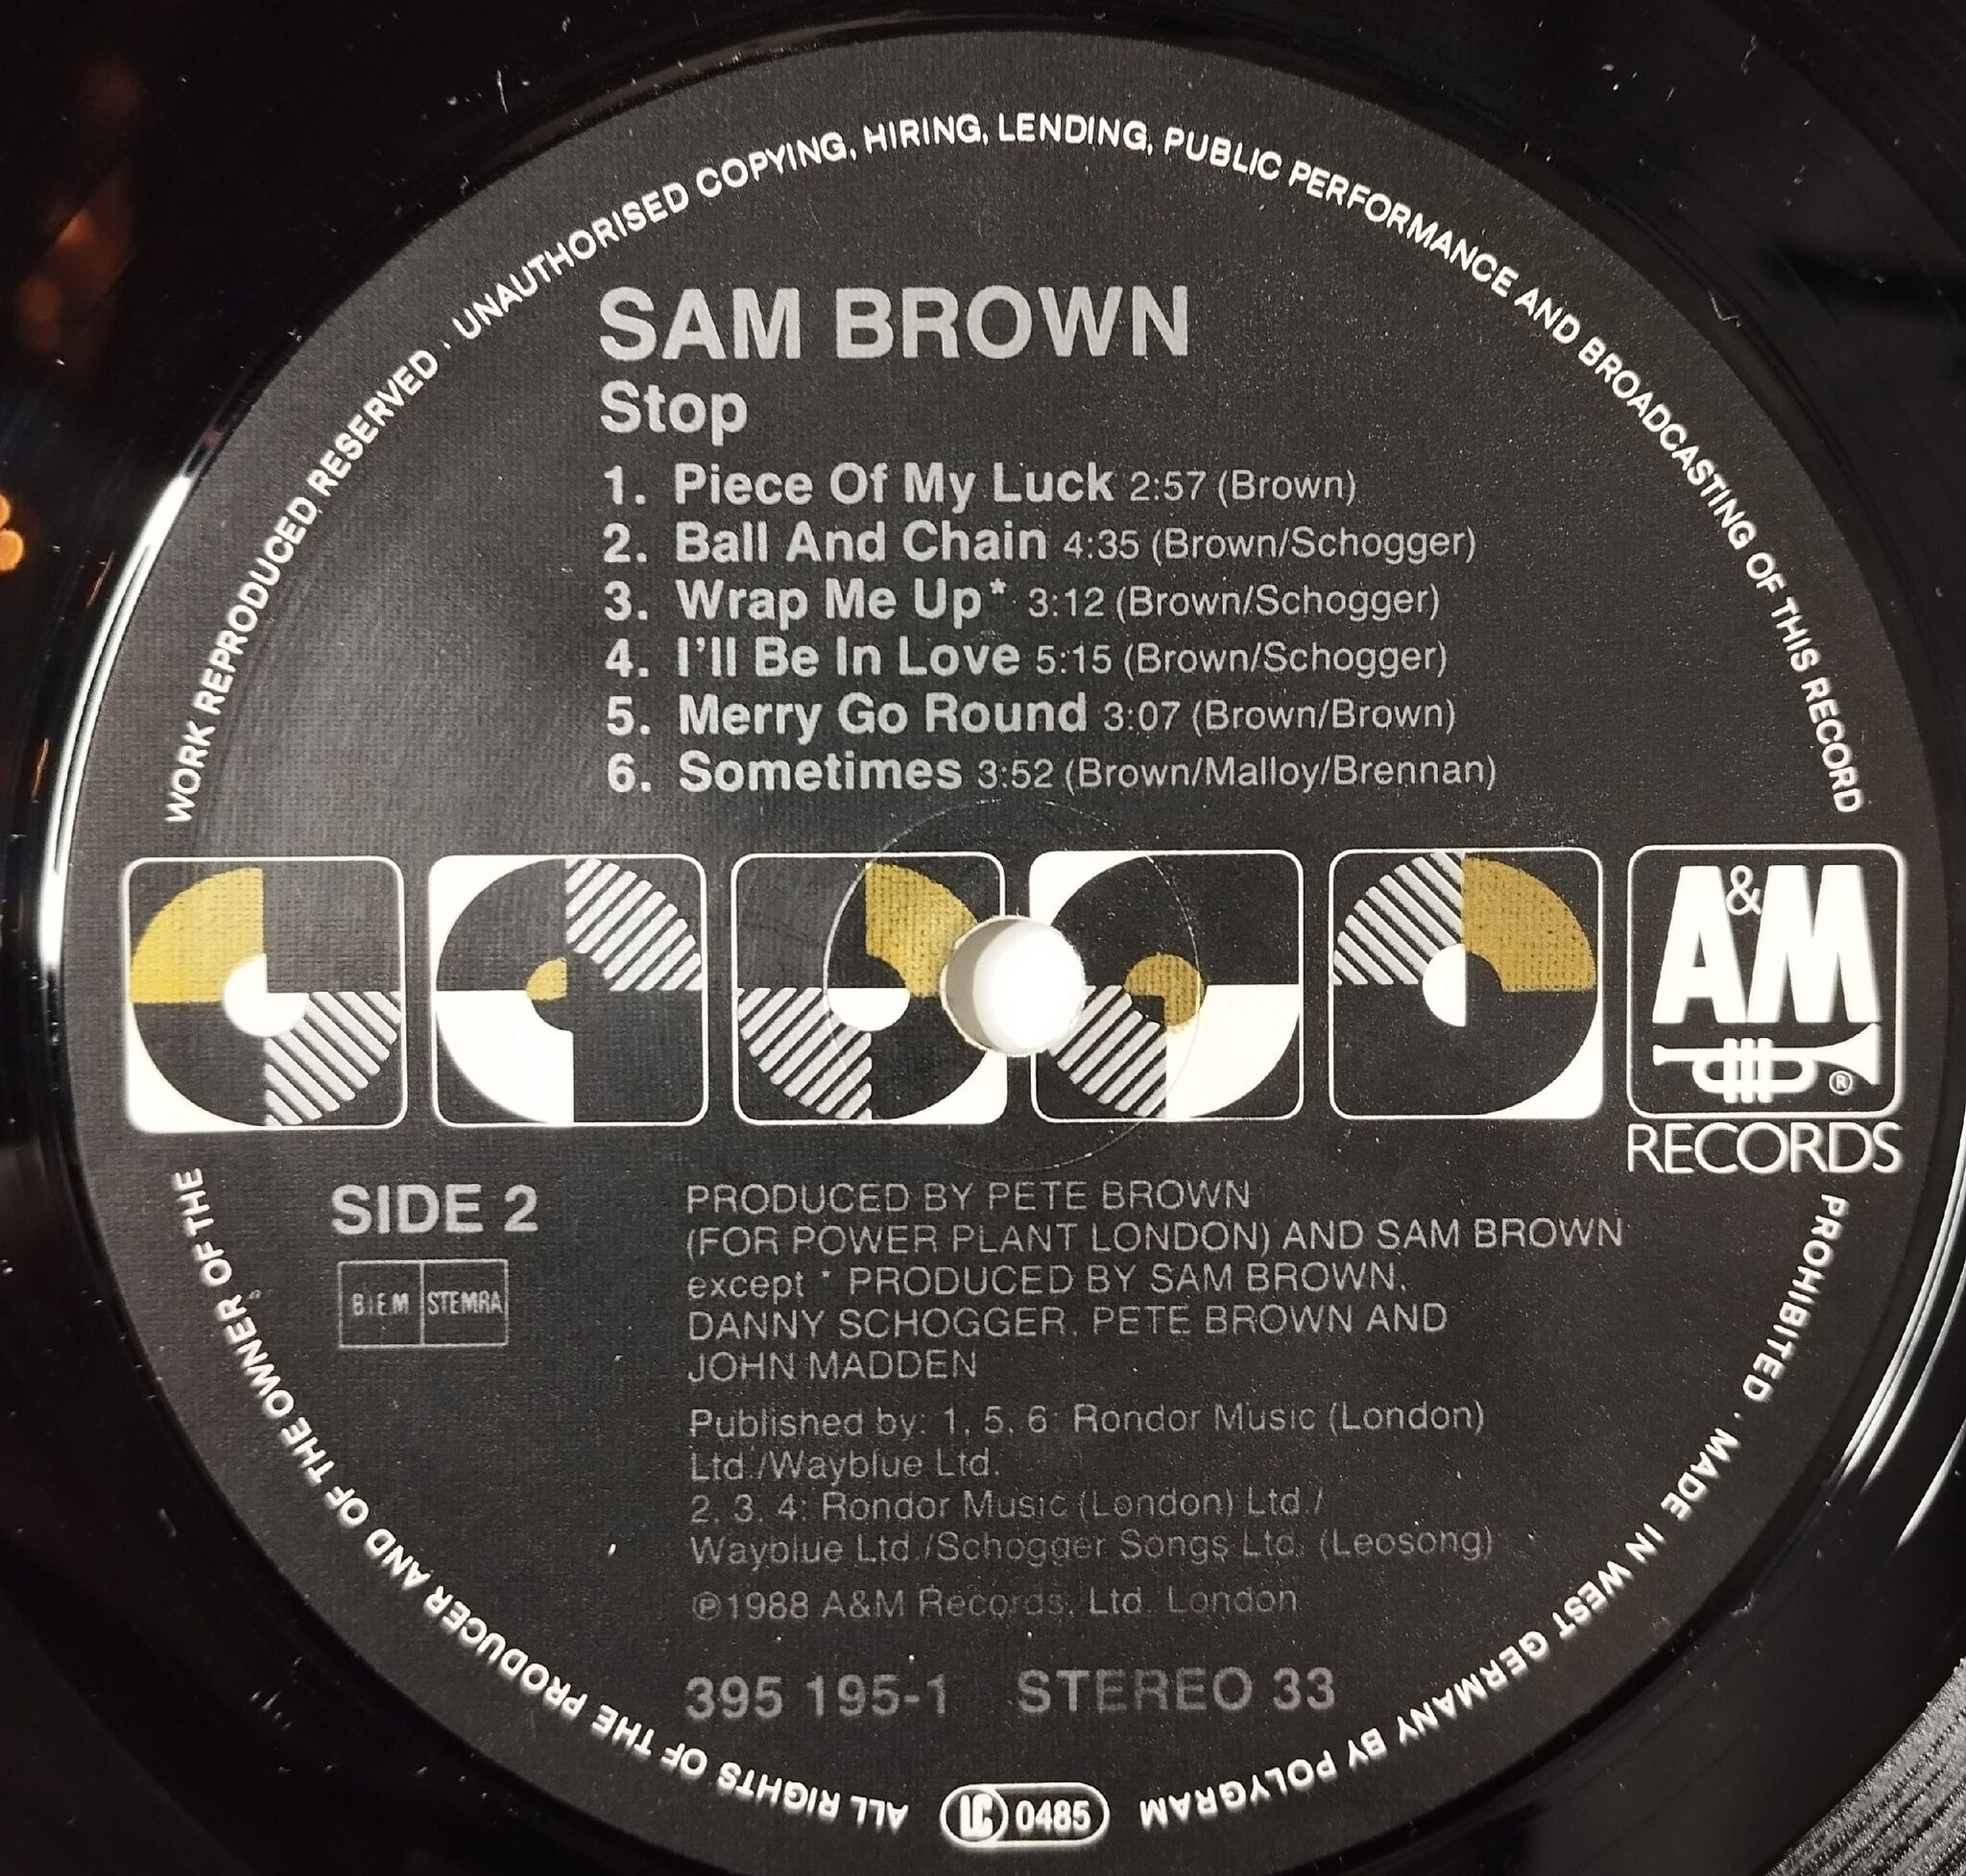 WORK REPRODUCED RESERVED · UNAUTHORISED COPYING, HIRING, LENDING, PUBLIC PERFORMANCE AND BROADCASTING OF THIS RECORD
SAM BROWN
Stop
1. Piece Of My Luck 2:57 (Brown)
2. Ball And Chain 4:35 (Brown/Schogger)
3. Wrap Me Up* 3:12 (Brown/Schogger)
4. I'll Be In Love 5:15 (Brown/Schogger)
5. Merry Go Round 3:07 (Brown/Brown)
6. Sometimes 3:52 (Brown/Malloy/Brennan)
A&M
®
RECORDS
SIDE 2
B.I.E.M STEMRA
PRODUCED BY PETE BROWN
(FOR POWER PLANT LONDON) AND SAM BROWN
except * PRODUCED BY SAM BROWN,
DANNY SCHOGGER, PETE BROWN AND
JOHN MADDEN
Published by: 1, 5, 6: Rondor Music (London)
Ltd./Wayblue Ltd.
2, 3, 4: Rondor Music (London) Ltd./
Wayblue Ltd./Schogger Songs Ltd. (Leosong)
℗1988 A&M Records, Ltd. London
395 195-1 STEREO 33
PROHIBITED · MADE IN WEST GERMANY BY POLYGRAM
LC 0485
ALL RIGHTS OF THE PRODUCER AND OF THE OWNER OF THE